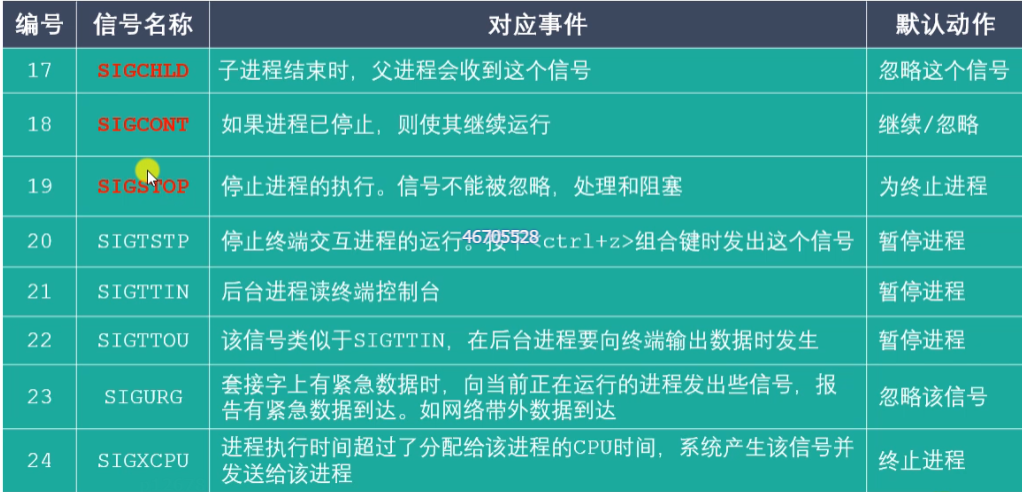 编号 信号名称 对应事件 默认动作
17 SIGCHLD 子进程结束时，父进程会收到这个信号 忽略这个信号
18 SIGCONT 如果进程已停止，则使其继续运行 继续/忽略
19 SIGSTOP 停止进程的执行。信号不能被忽略，处理和阻塞 为终止进程
20 SIGTSTP 停止终端交互进程的运行。按下<ctrl+z>组合键时发出这个信号 暂停进程
46705528
21 SIGTTIN 后台进程读终端控制台 暂停进程
22 SIGTTOU 该信号类似于SIGTTIN，在后台进程要向终端输出数据时发生 暂停进程
23 SIGURG 套接字上有紧急数据时，向当前正在运行的进程发出些信号，报
告有紧急数据到达。如网络带外数据到达 忽略该信号
24 SIGXCPU 进程执行时间超过了分配给该进程的CPU时间，系统产生该信号并
发送给该进程 终止进程